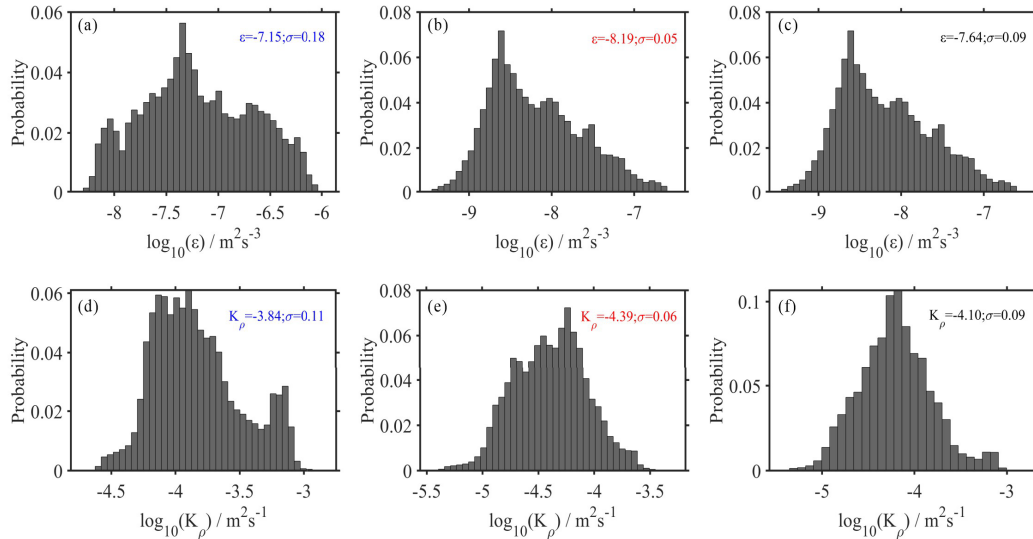 (a)
ε=-7.15;σ=0.18
Probability
0.06
0.04
0.02
0
-8 -7.5 -7 -6.5 -6
log10(ε) / m²s⁻³
(b)
ε=-8.19;σ=0.05
Probability
0.08
0.06
0.04
0.02
0
-9 -8 -7
log10(ε) / m²s⁻³
(c)
ε=-7.64;σ=0.09
Probability
0.08
0.06
0.04
0.02
0
-9 -8 -7
log10(ε) / m²s⁻³
(d)
Kρ=-3.84;σ=0.11
Probability
0.06
0.04
0.02
0
-4.5 -4 -3.5 -3
log10(Kρ) / m²s⁻¹
(e)
Kρ=-4.39;σ=0.06
Probability
0.08
0.06
0.04
0.02
0
-5.5 -5 -4.5 -4 -3.5
log10(Kρ) / m²s⁻¹
(f)
Kρ=-4.10;σ=0.09
Probability
0.1
0.05
0
-5 -4 -3
log10(Kρ) / m²s⁻¹